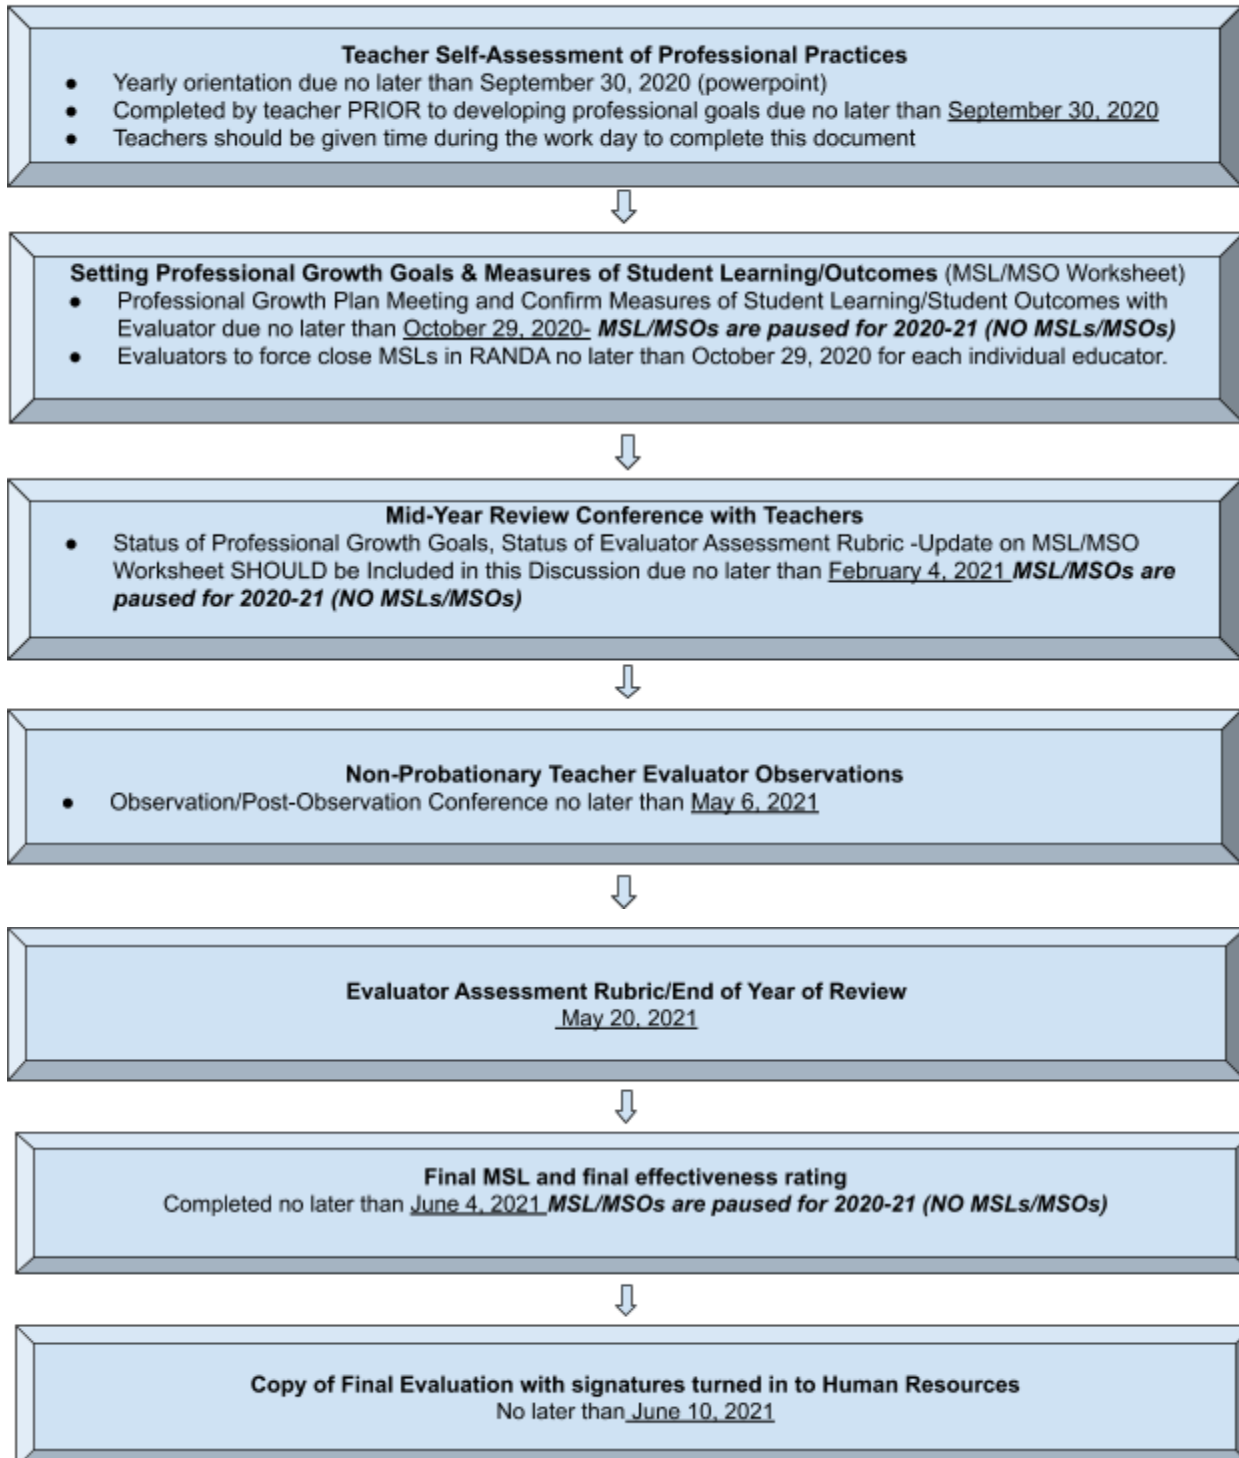 Teacher Self-Assessment of Professional Practices
● Yearly orientation due no later than September 30, 2020 (powerpoint)
● Completed by teacher PRIOR to developing professional goals due no later than September 30, 2020
● Teachers should be given time during the work day to complete this document
Setting Professional Growth Goals & Measures of Student Learning/Outcomes (MSL/MSO Worksheet)
● Professional Growth Plan Meeting and Confirm Measures of Student Learning/Student Outcomes with
Evaluator due no later than October 29, 2020- MSL/MSOs are paused for 2020-21 (NO MSLs/MSOs)
● Evaluators to force close MSLs in RANDA no later than October 29, 2020 for each individual educator.
Mid-Year Review Conference with Teachers
● Status of Professional Growth Goals, Status of Evaluator Assessment Rubric -Update on MSL/MSO
Worksheet SHOULD be Included in this Discussion due no later than February 4, 2021 MSL/MSOs are
paused for 2020-21 (NO MSLs/MSOs)
Non-Probationary Teacher Evaluator Observations
● Observation/Post-Observation Conference no later than May 6, 2021
Evaluator Assessment Rubric/End of Year of Review
May 20, 2021
Final MSL and final effectiveness rating
Completed no later than June 4, 2021 MSL/MSOs are paused for 2020-21 (NO MSLs/MSOs)
Copy of Final Evaluation with signatures turned in to Human Resources
No later than June 10, 2021